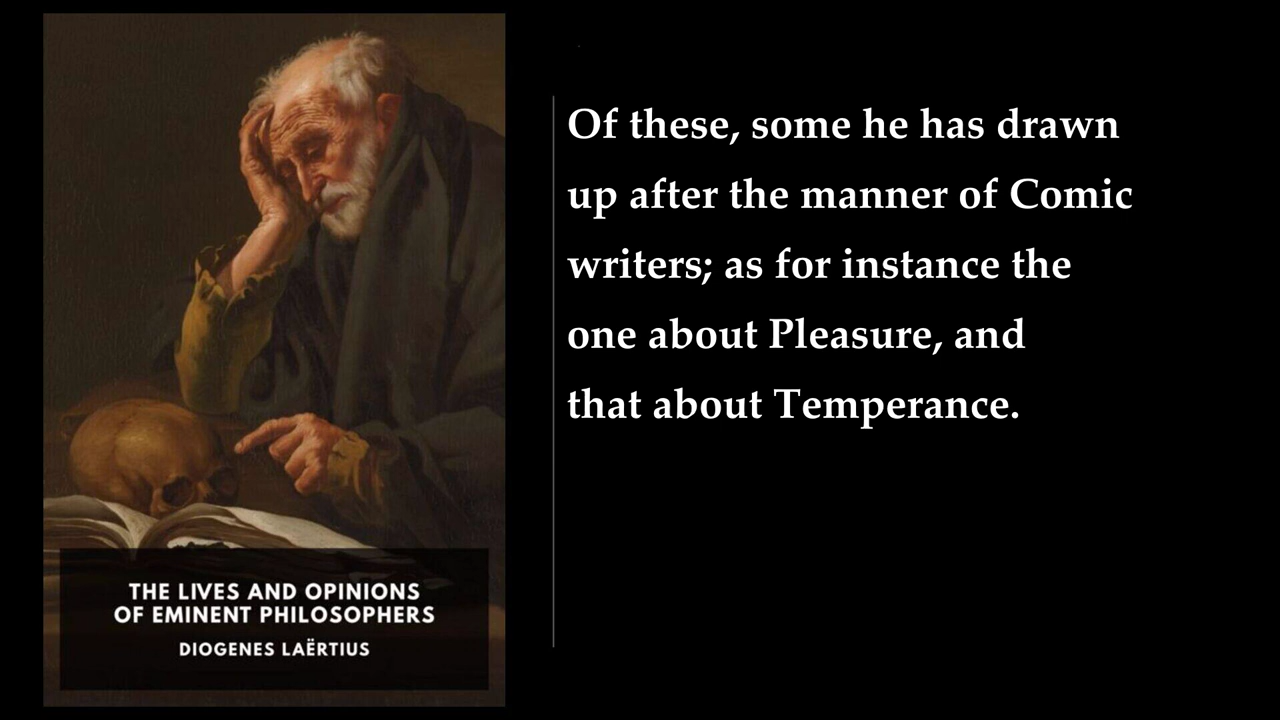 Of these, some he has drawn
up after the manner of Comic
writers; as for instance the
one about Pleasure, and
that about Temperance.
THE LIVES AND OPINIONS
OF EMINENT PHILOSOPHERS
DIOGENES LAËRTIUS